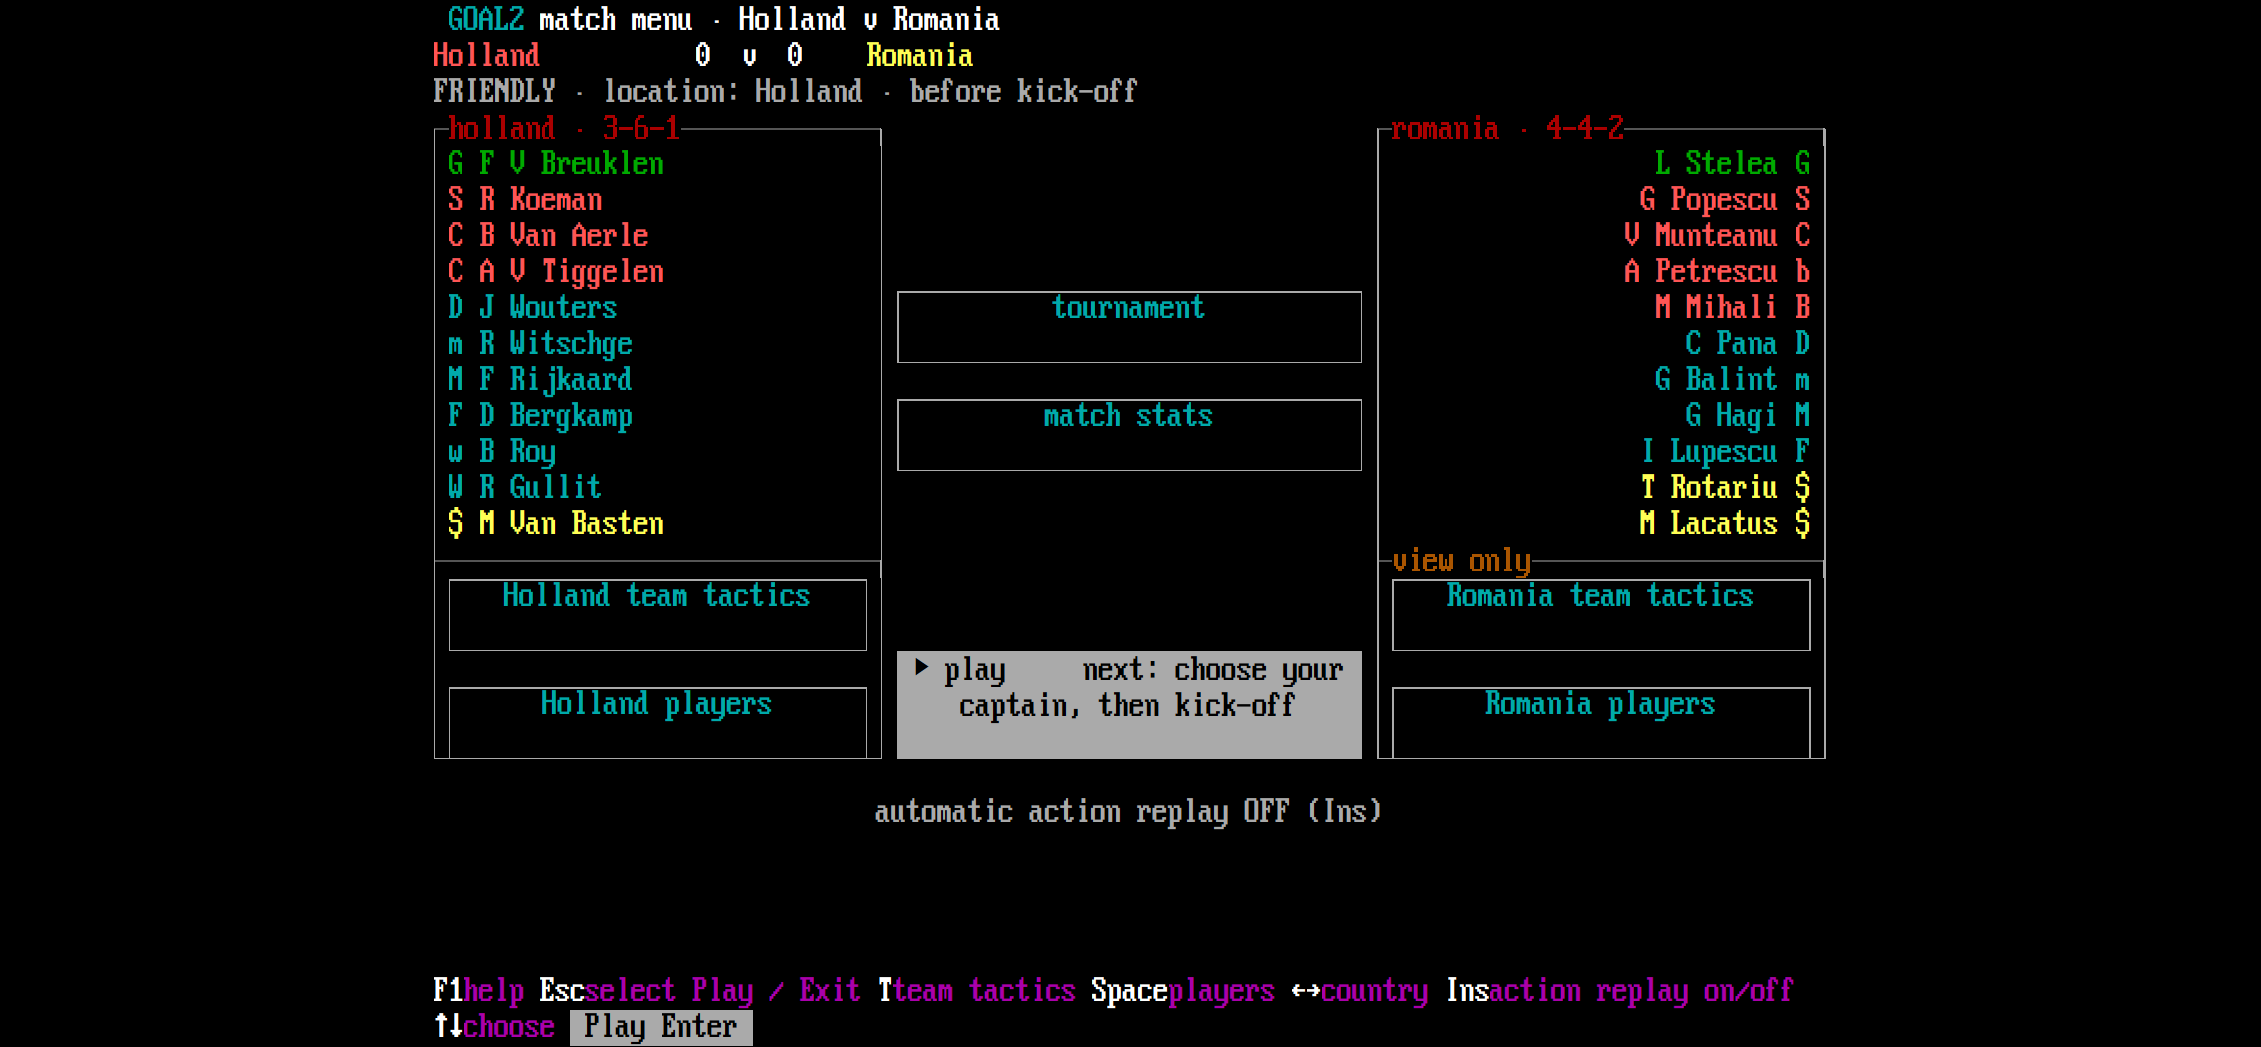 GOAL2 match menu · Holland v Romania
Holland 0 v 0 Romania
FRIENDLY · location: Holland · before kick-off
holland · 3-6-1
G F V Breuklen
S R Koeman
C B Van Aerle
C A V Tiggelen
D J Wouters
m R Witschge
M F Rijkaard
F D Bergkamp
w B Roy
W R Gullit
$ M Van Basten
Holland team tactics
Holland players
tournament
match stats
► play next: choose your
captain, then kick-off
romania · 4-4-2
L Stelea G
G Popescu S
V Munteanu C
A Petrescu b
M Mihali B
C Pana D
G Balint m
G Hagi M
I Lupescu F
T Rotariu $
M Lacatus $
view only
Romania team tactics
Romania players
automatic action replay OFF (Ins)
F1help Escselect Play / Exit Tteam tactics Spaceplayers ↔country Insaction replay on/off
↑↓choose Play Enter